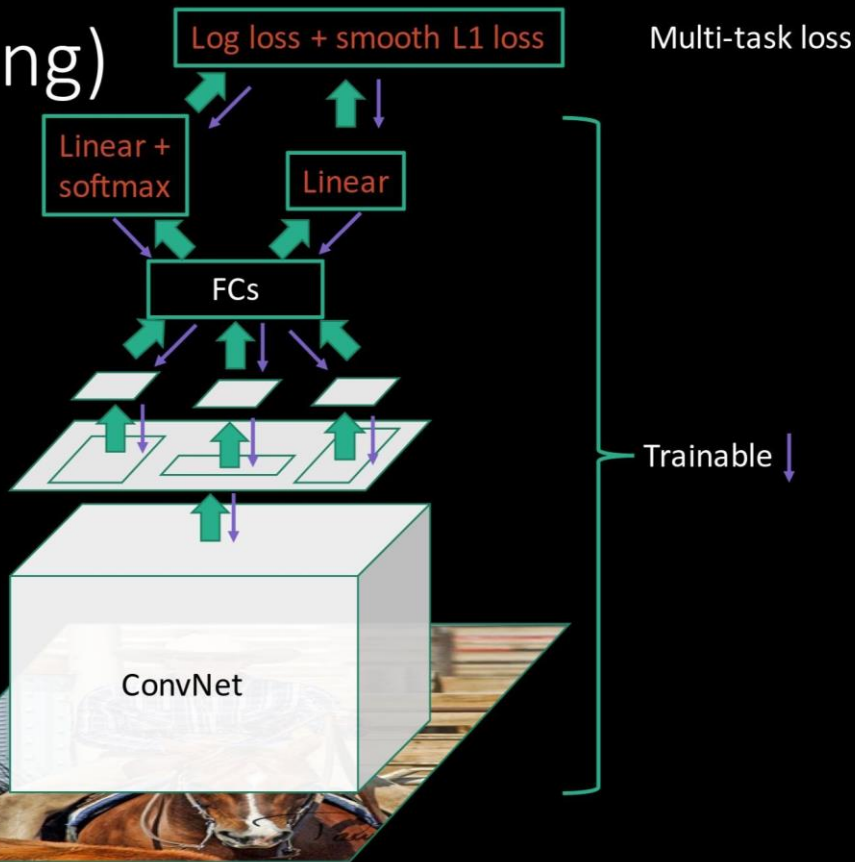 ng)
Log loss + smooth L1 loss
Multi-task loss
Linear +
softmax
Linear
FCs
Trainable
ConvNet